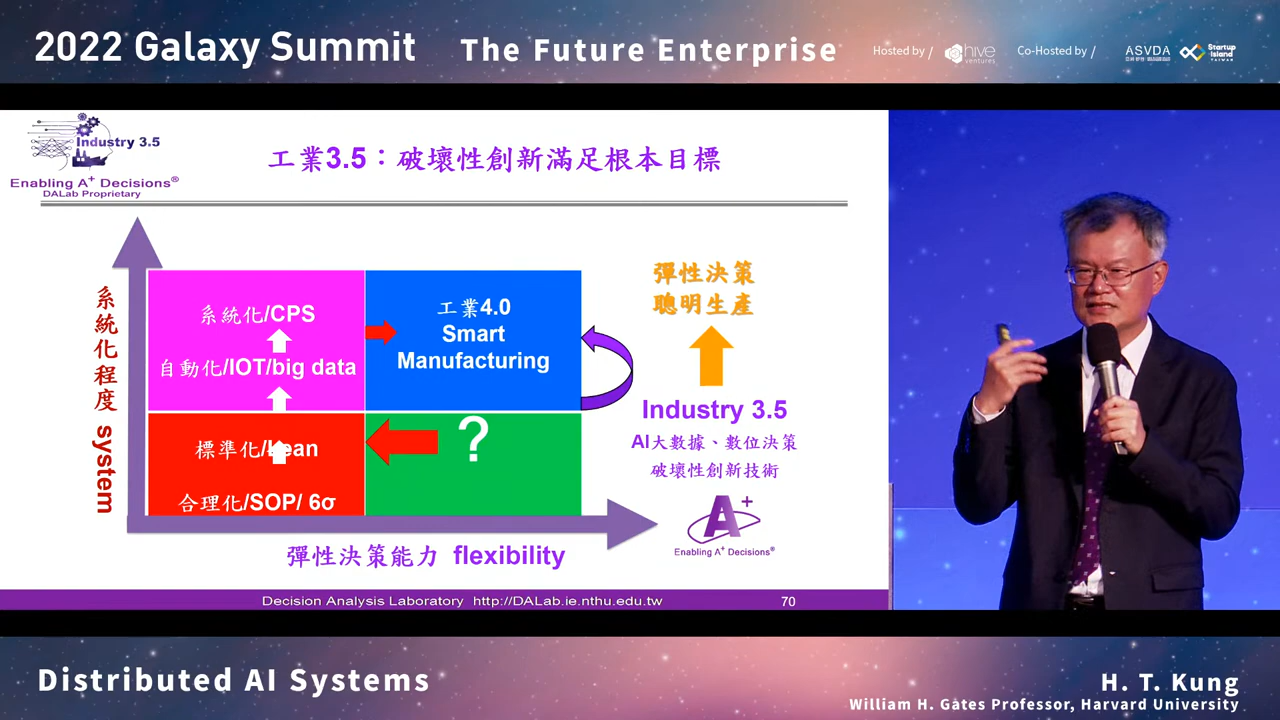 2022 Galaxy Summit
The Future Enterprise
Hosted by /
hive
ventures
Co-Hosted by /
ASVDA
Startup
Island
TAIWAN
Industry 3.5
Enabling A+ Decisions®
DALab Proprietary
工業3.5：破壞性創新滿足根本目標
系統化程度 system
系統化/CPS
自動化/IOT/big data
標準化/Lean
合理化/SOP/ 6σ
工業4.0
Smart
Manufacturing
?
彈性決策
聰明生產
Industry 3.5
AI大數據、數位決策
破壞性創新技術
A+
Enabling A+ Decisions®
彈性決策能力 flexibility
Decision Analysis Laboratory http://DALab.ie.nthu.edu.tw
70
Distributed AI Systems
H. T. Kung
William H. Gates Professor, Harvard University